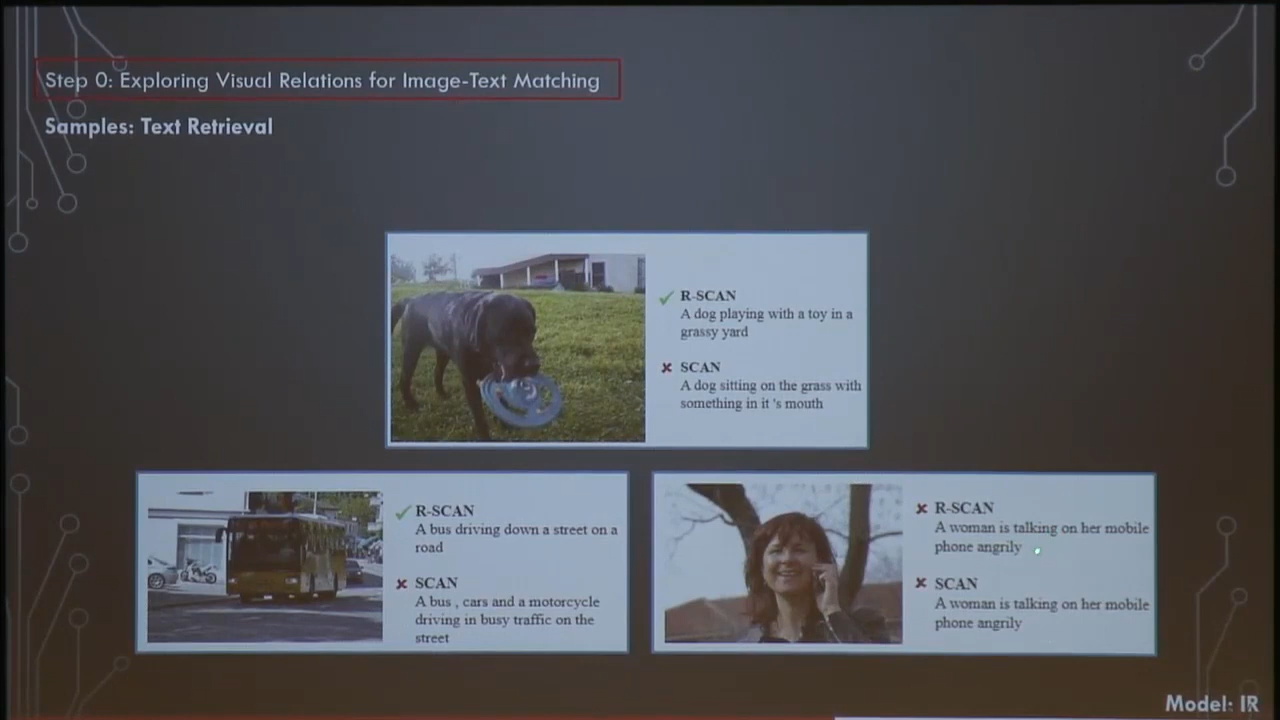 Step 0: Exploring Visual Relations for Image-Text Matching
Samples: Text Retrieval
R-SCAN
A dog playing with a toy in a
grassy yard
SCAN
A dog sitting on the grass with
something in it 's mouth
R-SCAN
A bus driving down a street on a
road
SCAN
A bus , cars and a motorcycle
driving in busy traffic on the
street
R-SCAN
A woman is talking on her mobile
phone angrily
SCAN
A woman is talking on her mobile
phone angrily
Model: IR